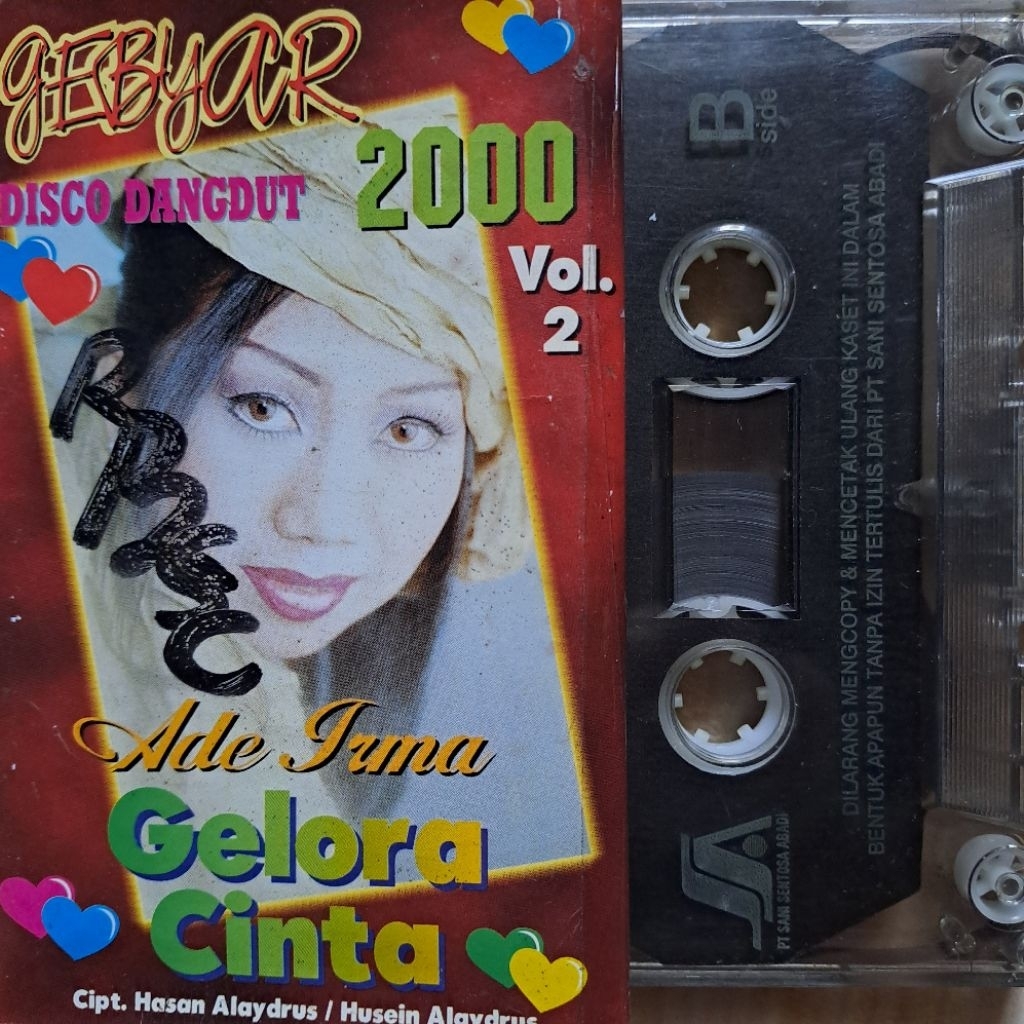 GEBYAR
DISCO DANGDUT
2000
Vol.
2
Ade Irma
Gelora
Cinta
Cipt. Hasan Alaydrus / Husein Alaydrus
B
side
DILARANG MENGCOPY & MENCETAK ULANG KASET INI DALAM
BENTUK APAPUN TANPA IZIN TERTULIS DARI PT SANI SENTOSA ABADI
PT SANI SENTOSA ABADI